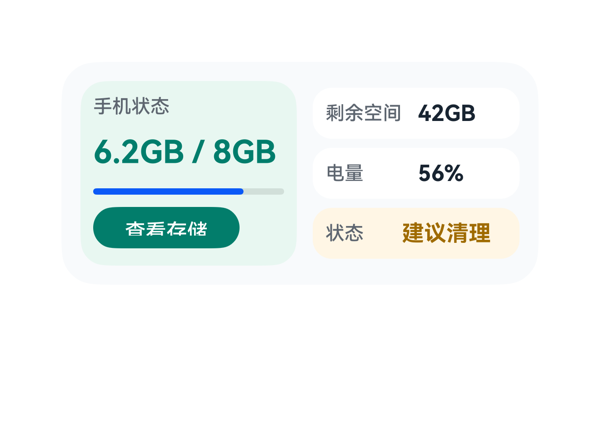 手机状态
6.2GB / 8GB
查看存储
剩余空间 42GB
电量 56%
状态 建议清理